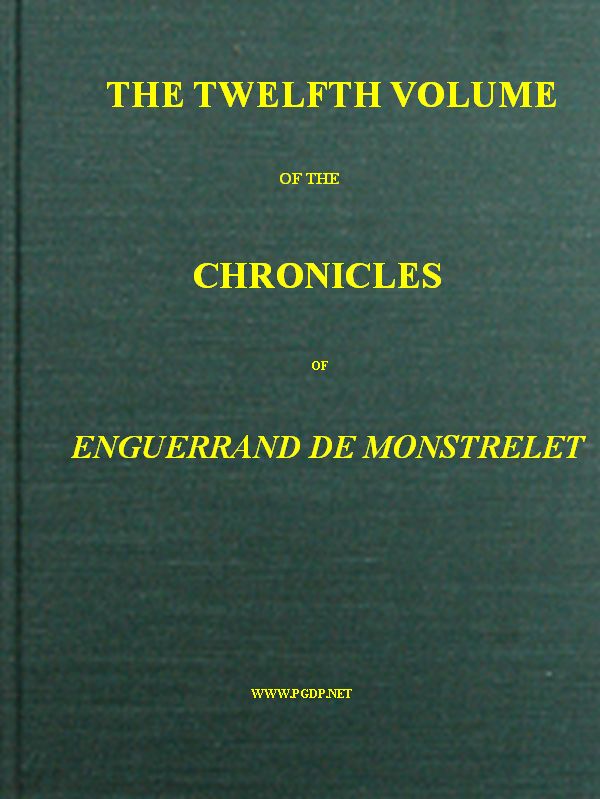 THE TWELFTH VOLUME
OF THE
CHRONICLES
OF
ENGUERRAND DE MONSTRELET
WWW.PGDP.NET